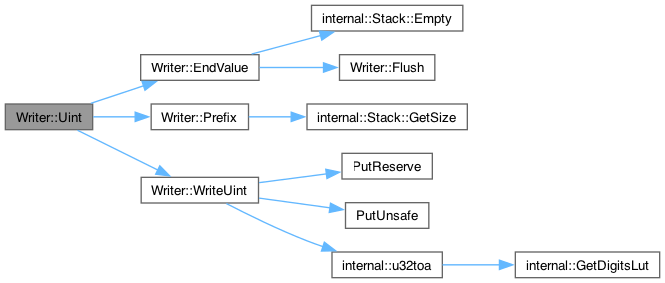 internal::Stack::Empty
Writer::EndValue
Writer::Flush
Writer::Uint
Writer::Prefix
internal::Stack::GetSize
Writer::WriteUint
PutReserve
PutUnsafe
internal::u32toa
internal::GetDigitsLut